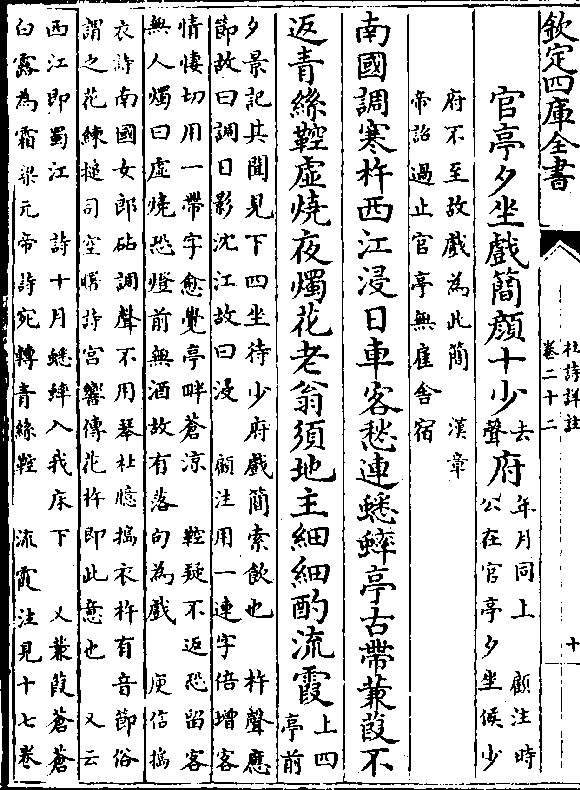 欽定四庫全書
杜詩詳註
卷二十二
十
官亭夕坐戲簡顏十少去聲府
年月同上　顧注時
公在官亭夕坐候少
府不至故戲為此簡　漢章
帝詔過止官亭無雇舍宿
南國調寒杵西江浸日車客愁連蟋蟀亭古帶蒹葭不
返青絲鞚虛燒夜燭花老翁須地主細細酌流霞
上四
亭前
夕景記其聞見下四坐待少府戲簡索飲也　杵聲應
節故曰調日影沈江故曰浸　顧注用一連字倍增客
情悽切用一帶字愈覺亭畔蒼涼　鞚疑不返恐留客
無人燭曰虛燒恐燈前無酒故有落句為戲　庾信搗
衣詩南國女郎砧調聲不用琴杜臆搗衣杵有音節俗
謂之花練槌司空曙詩宮響傳花杵即此意也　又云
西江即蜀江　詩十月蟋蟀入我床下　又蒹葭蒼蒼
白露為霜梁元帝詩宛轉青絲鞚　流霞注見十七卷